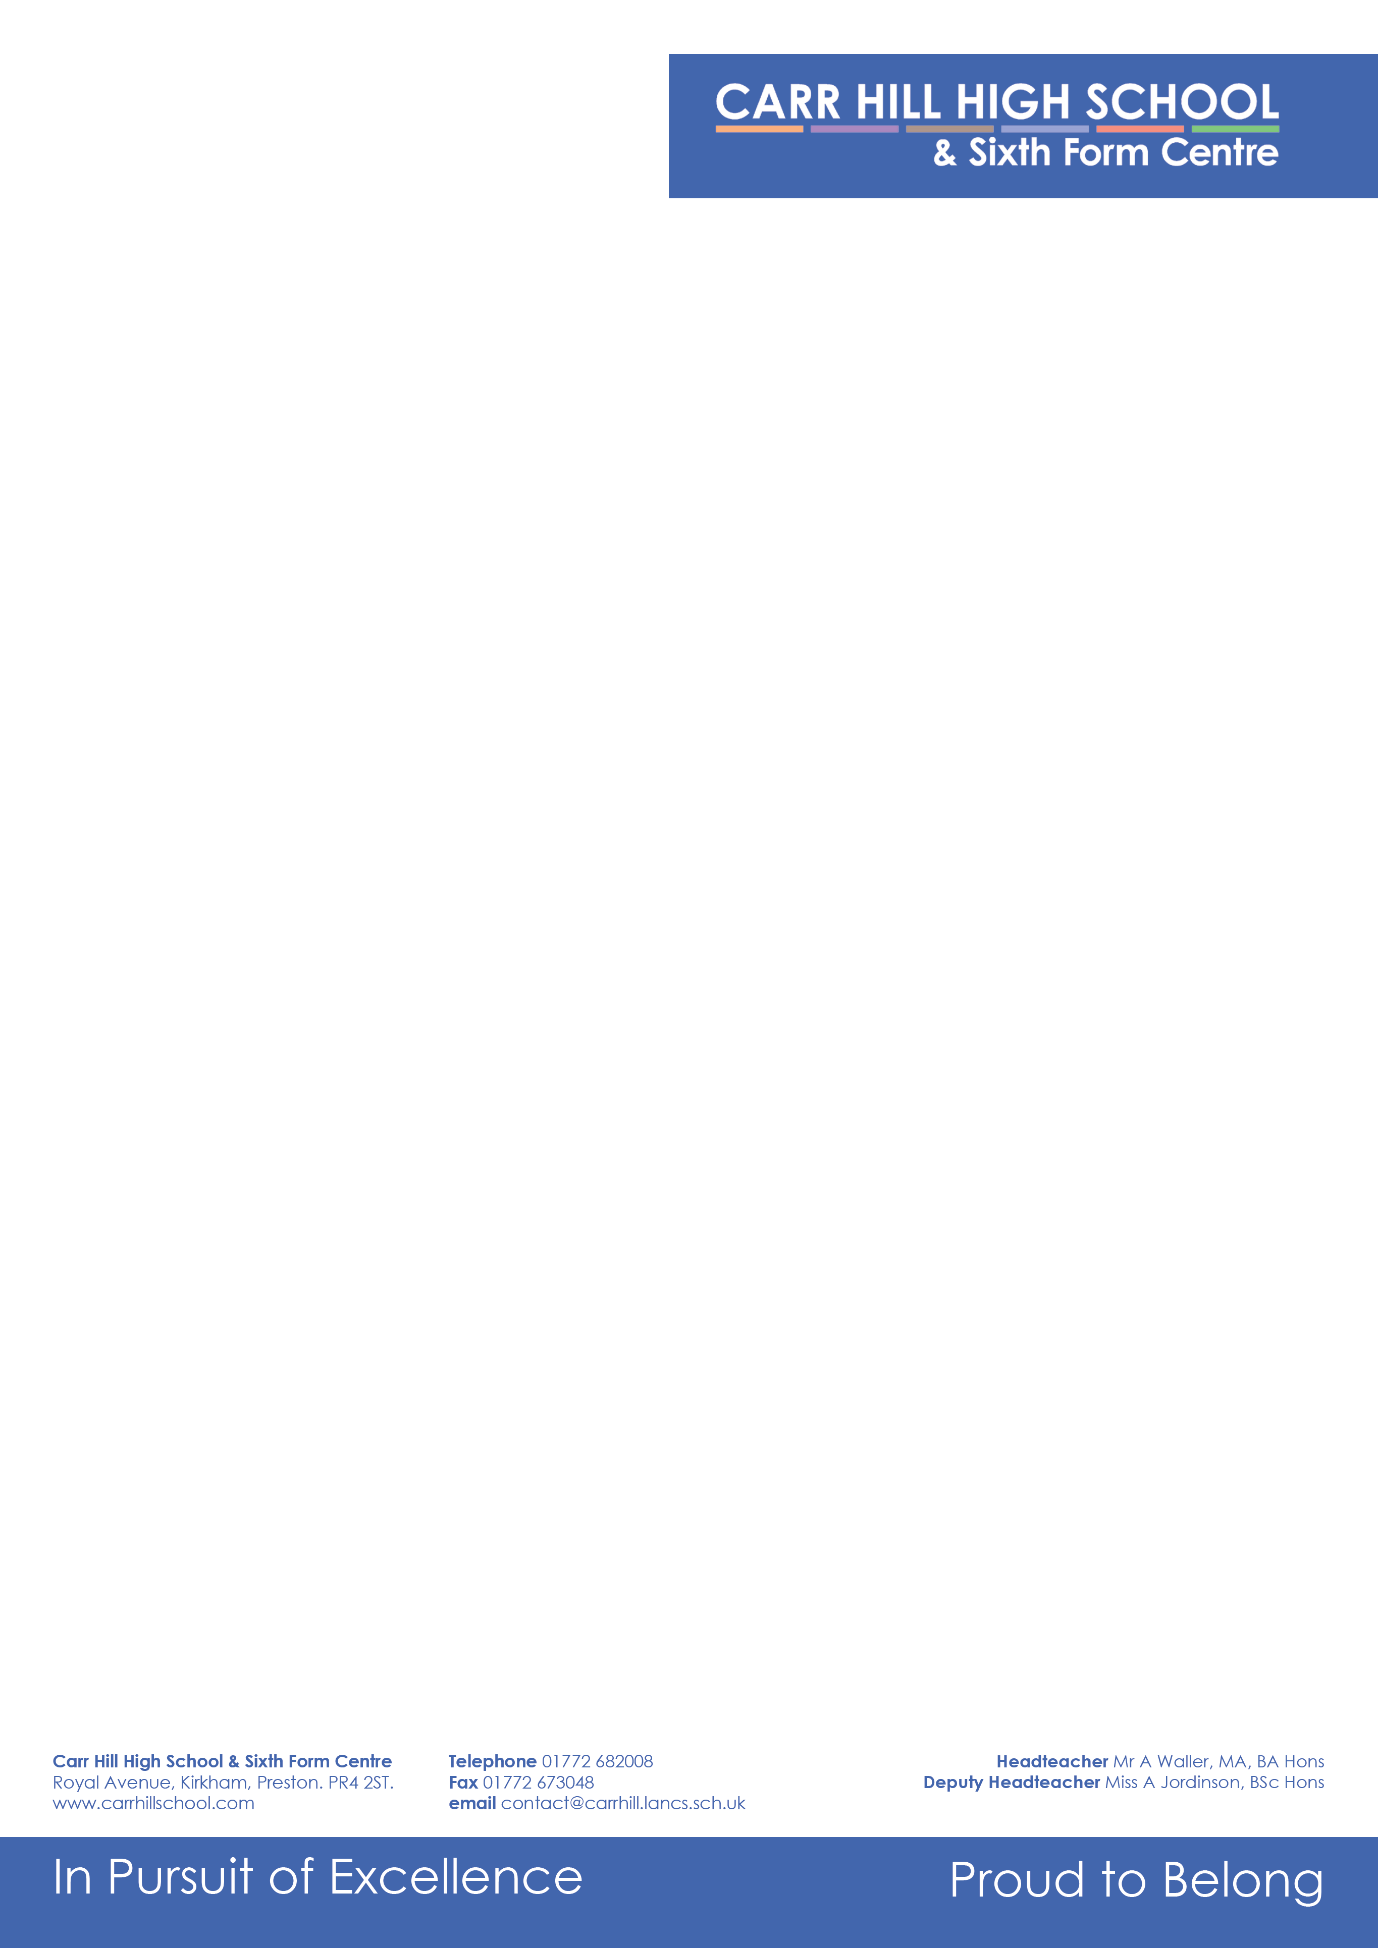 CARR HILL HIGH SCHOOL
& Sixth Form Centre
Carr Hill High School & Sixth Form Centre
Royal Avenue, Kirkham, Preston. PR4 2ST.
www.carrhillschool.com
Telephone 01772 682008
Fax 01772 673048
email contact@carrhill.lancs.sch.uk
Headteacher Mr A Waller, MA, BA Hons
Deputy Headteacher Miss A Jordinson, BSc Hons
In Pursuit of Excellence
Proud to Belong